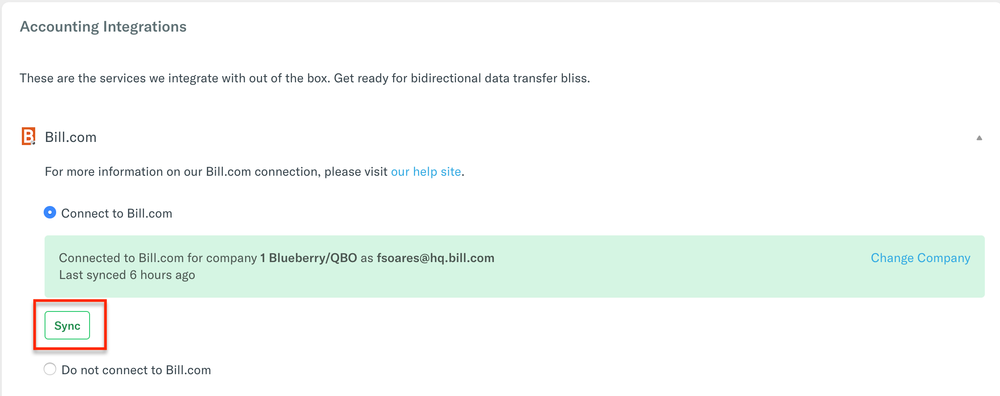 Accounting Integrations
These are the services we integrate with out of the box. Get ready for bidirectional data transfer bliss.
B
Bill.com
For more information on our Bill.com connection, please visit our help site.
Connect to Bill.com
Connected to Bill.com for company 1 Blueberry/QBO as fsoares@hq.bill.com
Change Company
Last synced 6 hours ago
Sync
Do not connect to Bill.com